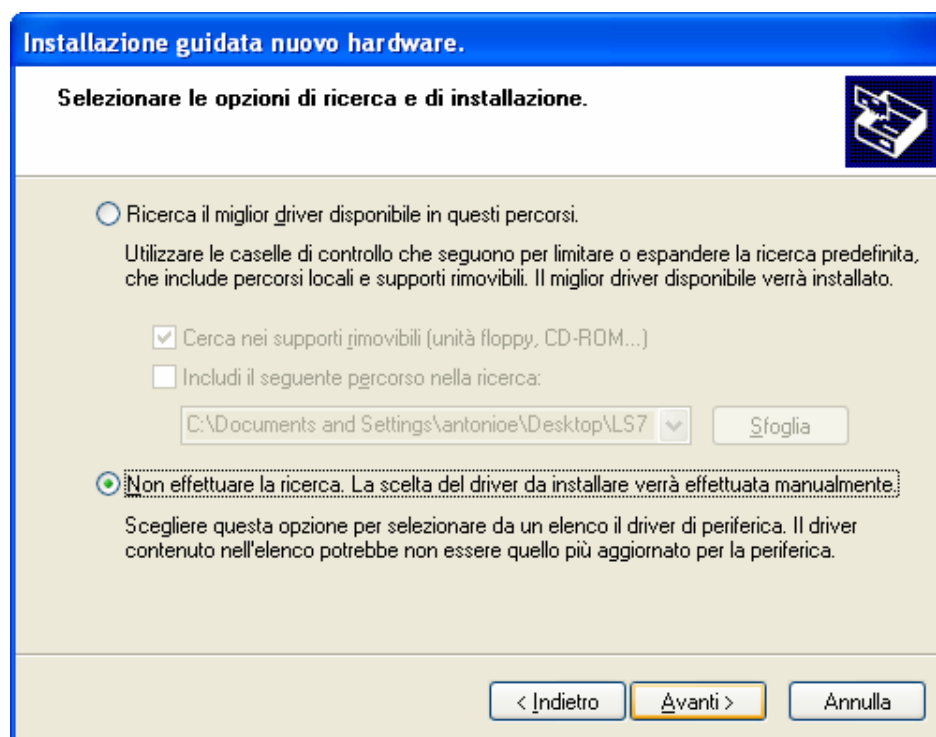 Installazione guidata nuovo hardware.
Selezionare le opzioni di ricerca e di installazione.
Ricerca il miglior driver disponibile in questi percorsi.
Utilizzare le caselle di controllo che seguono per limitare o espandere la ricerca predefinita,
che include percorsi locali e supporti rimovibili. Il miglior driver disponibile verrà installato.
Cerca nei supporti rimovibili (unità floppy, CD-ROM...)
Includi il seguente percorso nella ricerca:
C:\Documents and Settings\antonioe\Desktop\LS7
Sfoglia
Non effettuare la ricerca. La scelta del driver da installare verrà effettuata manualmente.
Scegliere questa opzione per selezionare da un elenco il driver di periferica. Il driver
contenuto nell'elenco potrebbe non essere quello più aggiornato per la periferica.
< Indietro
Avanti >
Annulla